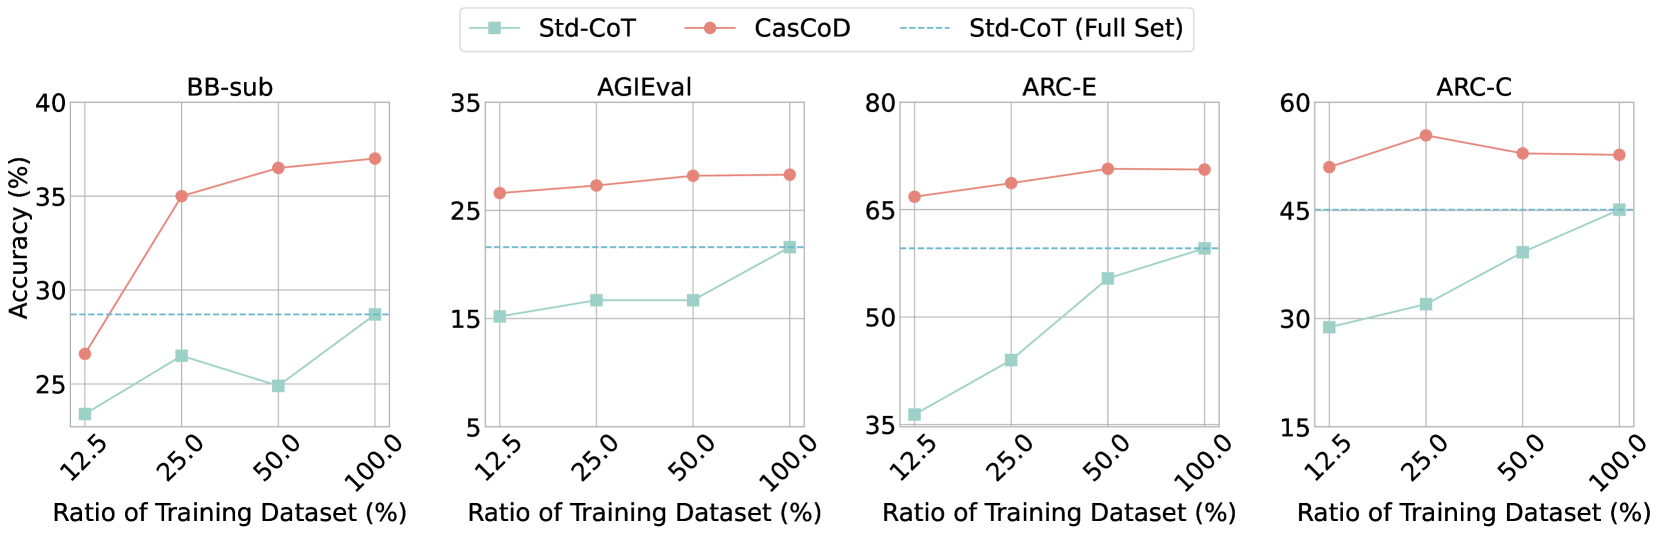 Std-CoT CasCoD Std-CoT (Full Set)
BB-sub AGIEval ARC-E ARC-C
Accuracy (%)
40
35
30
25
12.5 25.0 50.0 100.0
Ratio of Training Dataset (%)
35
25
15
5
12.5 25.0 50.0 100.0
Ratio of Training Dataset (%)
80
65
50
35
12.5 25.0 50.0 100.0
Ratio of Training Dataset (%)
60
45
30
15
12.5 25.0 50.0 100.0
Ratio of Training Dataset (%)